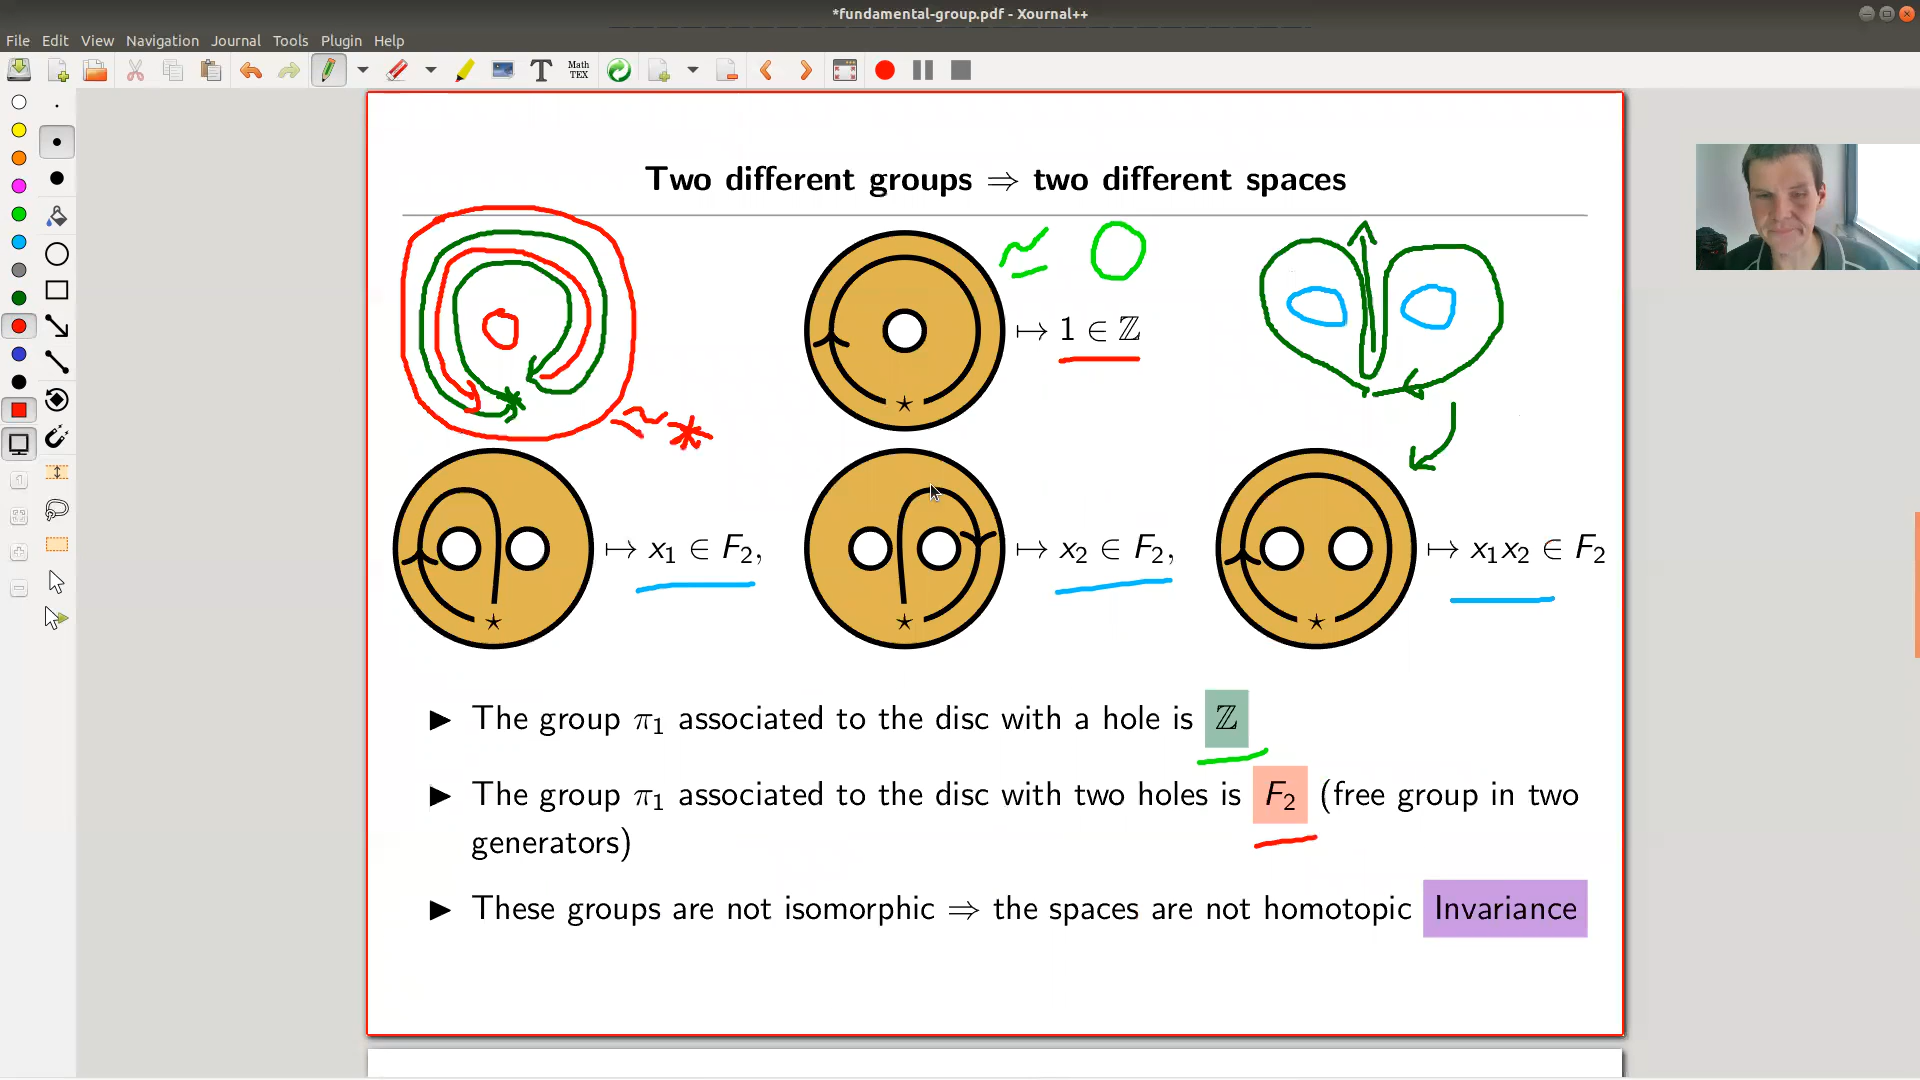 *fundamental-group.pdf - Xournal++
File Edit View Navigation Journal Tools Plugin Help
T Math TEX
Two different groups ⇒ two different spaces
≃
↦ 1 ∈ ℤ
≃ *
↦ x₁ ∈ F₂,
↦ x₂ ∈ F₂,
↦ x₁x₂ ∈ F₂
▶ The group π₁ associated to the disc with a hole is ℤ
▶ The group π₁ associated to the disc with two holes is F₂ (free group in two
generators)
▶ These groups are not isomorphic ⇒ the spaces are not homotopic Invariance